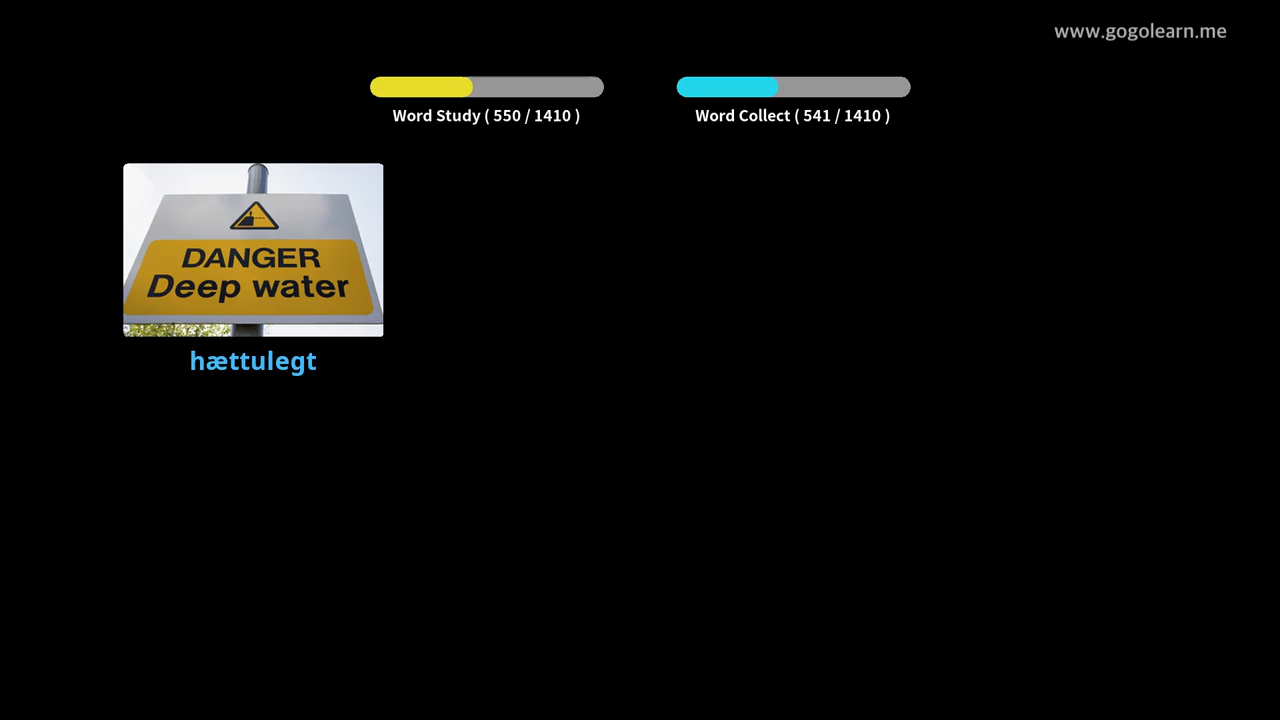 www.gogolearn.me
Word Study ( 550 / 1410 )
Word Collect ( 541 / 1410 )
DANGER
Deep water
hættulegt